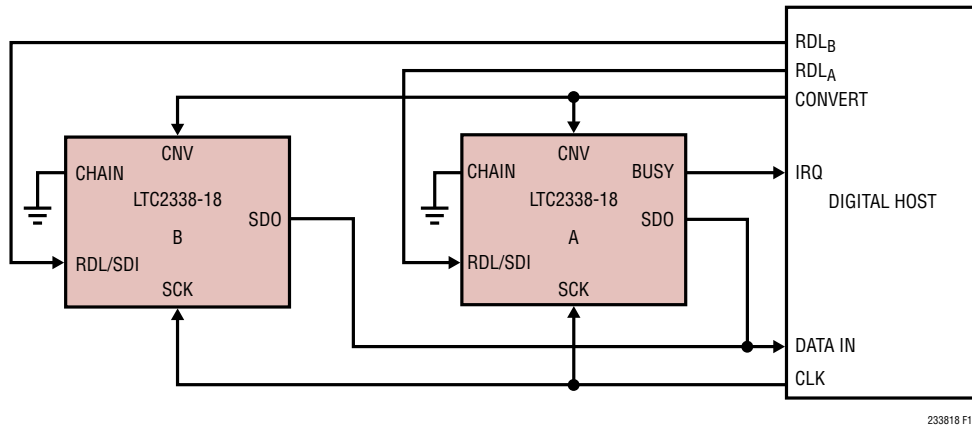 RDLB
RDLA
CONVERT
CNV
CNV
CHAIN
CHAIN
BUSY
IRQ
LTC2338-18
LTC2338-18
DIGITAL HOST
SDO
SDO
B
A
RDL/SDI
RDL/SDI
SCK
SCK
DATA IN
CLK
233818 F1